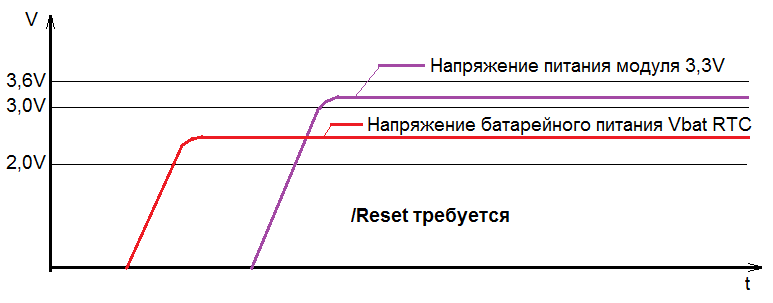 V
Напряжение питания модуля 3,3V
3,6V
3,0V
Напряжение батарейного питания Vbat RTC
2,0V
/Reset требуется
t